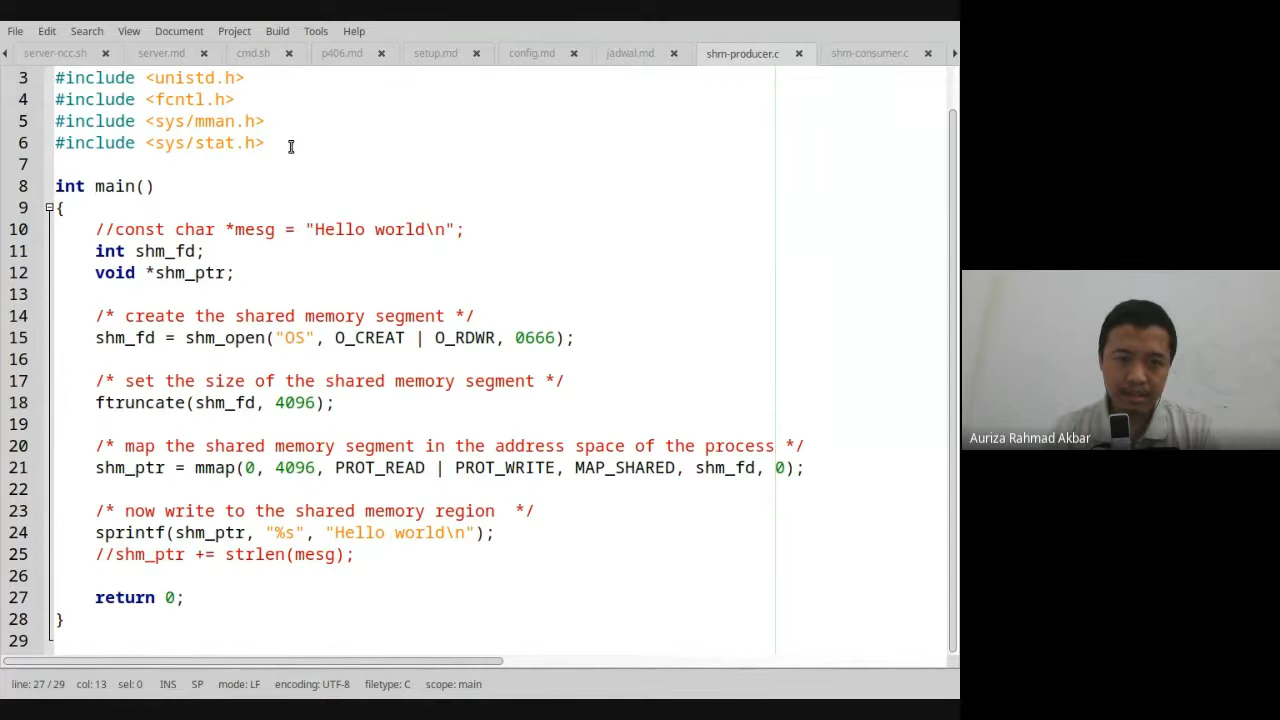 File Edit Search View Document Project Build Tools Help
server-ncc.sh server.md cmd.sh p406.md setup.md config.md jadwal.md shm-producer.c shm-consumer.c
3 #include <unistd.h>
4 #include <fcntl.h>
5 #include <sys/mman.h>
6 #include <sys/stat.h>
7
8 int main()
9 {
10 //const char *mesg = "Hello world\n";
11 int shm_fd;
12 void *shm_ptr;
13
14 /* create the shared memory segment */
15 shm_fd = shm_open("OS", O_CREAT | O_RDWR, 0666);
16
17 /* set the size of the shared memory segment */
18 ftruncate(shm_fd, 4096);
19
20 /* map the shared memory segment in the address space of the process */
21 shm_ptr = mmap(0, 4096, PROT_READ | PROT_WRITE, MAP_SHARED, shm_fd, 0);
22
23 /* now write to the shared memory region  */
24 sprintf(shm_ptr, "%s", "Hello world\n");
25 //shm_ptr += strlen(mesg);
26
27 return 0;
28 }
29
line: 27 / 29 col: 13 sel: 0 INS SP mode: LF encoding: UTF-8 filetype: C scope: main
Auriza Rahmad Akbar